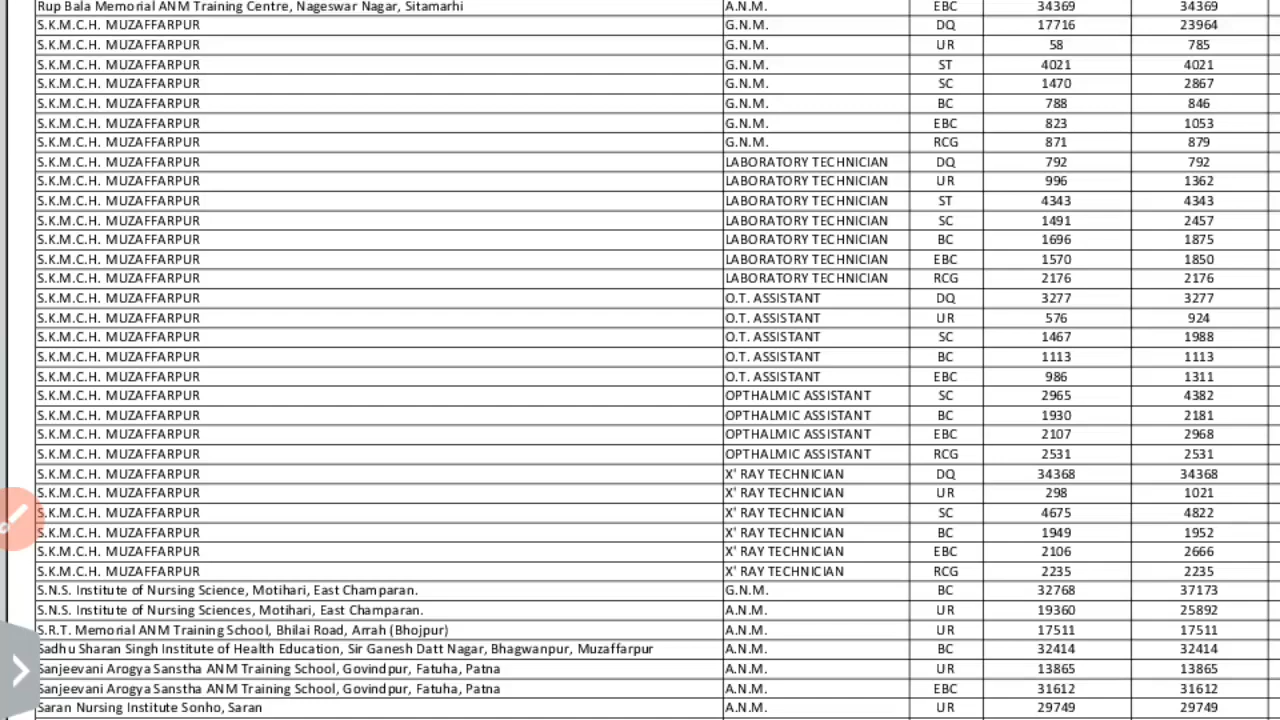 Rup Bala Memorial ANM Training Centre, Nageswar Nagar, Sitamarhi A.N.M. EBC 34369 34369
S.K.M.C.H. MUZAFFARPUR G.N.M. DQ 17716 23964
S.K.M.C.H. MUZAFFARPUR G.N.M. UR 58 785
S.K.M.C.H. MUZAFFARPUR G.N.M. ST 4021 4021
S.K.M.C.H. MUZAFFARPUR G.N.M. SC 1470 2867
S.K.M.C.H. MUZAFFARPUR G.N.M. BC 788 846
S.K.M.C.H. MUZAFFARPUR G.N.M. EBC 823 1053
S.K.M.C.H. MUZAFFARPUR G.N.M. RCG 871 879
S.K.M.C.H. MUZAFFARPUR LABORATORY TECHNICIAN DQ 792 792
S.K.M.C.H. MUZAFFARPUR LABORATORY TECHNICIAN UR 996 1362
S.K.M.C.H. MUZAFFARPUR LABORATORY TECHNICIAN ST 4343 4343
S.K.M.C.H. MUZAFFARPUR LABORATORY TECHNICIAN SC 1491 2457
S.K.M.C.H. MUZAFFARPUR LABORATORY TECHNICIAN BC 1696 1875
S.K.M.C.H. MUZAFFARPUR LABORATORY TECHNICIAN EBC 1570 1850
S.K.M.C.H. MUZAFFARPUR LABORATORY TECHNICIAN RCG 2176 2176
S.K.M.C.H. MUZAFFARPUR O.T. ASSISTANT DQ 3277 3277
S.K.M.C.H. MUZAFFARPUR O.T. ASSISTANT UR 576 924
S.K.M.C.H. MUZAFFARPUR O.T. ASSISTANT SC 1467 1988
S.K.M.C.H. MUZAFFARPUR O.T. ASSISTANT BC 1113 1113
S.K.M.C.H. MUZAFFARPUR O.T. ASSISTANT EBC 986 1311
S.K.M.C.H. MUZAFFARPUR OPTHALMIC ASSISTANT SC 2965 4382
S.K.M.C.H. MUZAFFARPUR OPTHALMIC ASSISTANT BC 1930 2181
S.K.M.C.H. MUZAFFARPUR OPTHALMIC ASSISTANT EBC 2107 2968
S.K.M.C.H. MUZAFFARPUR OPTHALMIC ASSISTANT RCG 2531 2531
S.K.M.C.H. MUZAFFARPUR X' RAY TECHNICIAN DQ 34368 34368
S.K.M.C.H. MUZAFFARPUR X' RAY TECHNICIAN UR 298 1021
S.K.M.C.H. MUZAFFARPUR X' RAY TECHNICIAN SC 4675 4822
S.K.M.C.H. MUZAFFARPUR X' RAY TECHNICIAN BC 1949 1952
S.K.M.C.H. MUZAFFARPUR X' RAY TECHNICIAN EBC 2106 2666
S.K.M.C.H. MUZAFFARPUR X' RAY TECHNICIAN RCG 2235 2235
S.N.S. Institute of Nursing Science, Motihari, East Champaran. G.N.M. BC 32768 37173
S.N.S. Institute of Nursing Sciences, Motihari, East Champaran. A.N.M. UR 19360 25892
S.R.T. Memorial ANM Training School, Bhilai Road, Arrah (Bhojpur) A.N.M. UR 17511 17511
Sadhu Sharan Singh Institute of Health Education, Sir Ganesh Datt Nagar, Bhagwanpur, Muzaffarpur A.N.M. BC 32414 32414
Sanjeevani Arogya Sanstha ANM Training School, Govindpur, Fatuha, Patna A.N.M. UR 13865 13865
Sanjeevani Arogya Sanstha ANM Training School, Govindpur, Fatuha, Patna A.N.M. EBC 31612 31612
Saran Nursing Institute Sonho, Saran A.N.M. UR 29749 29749